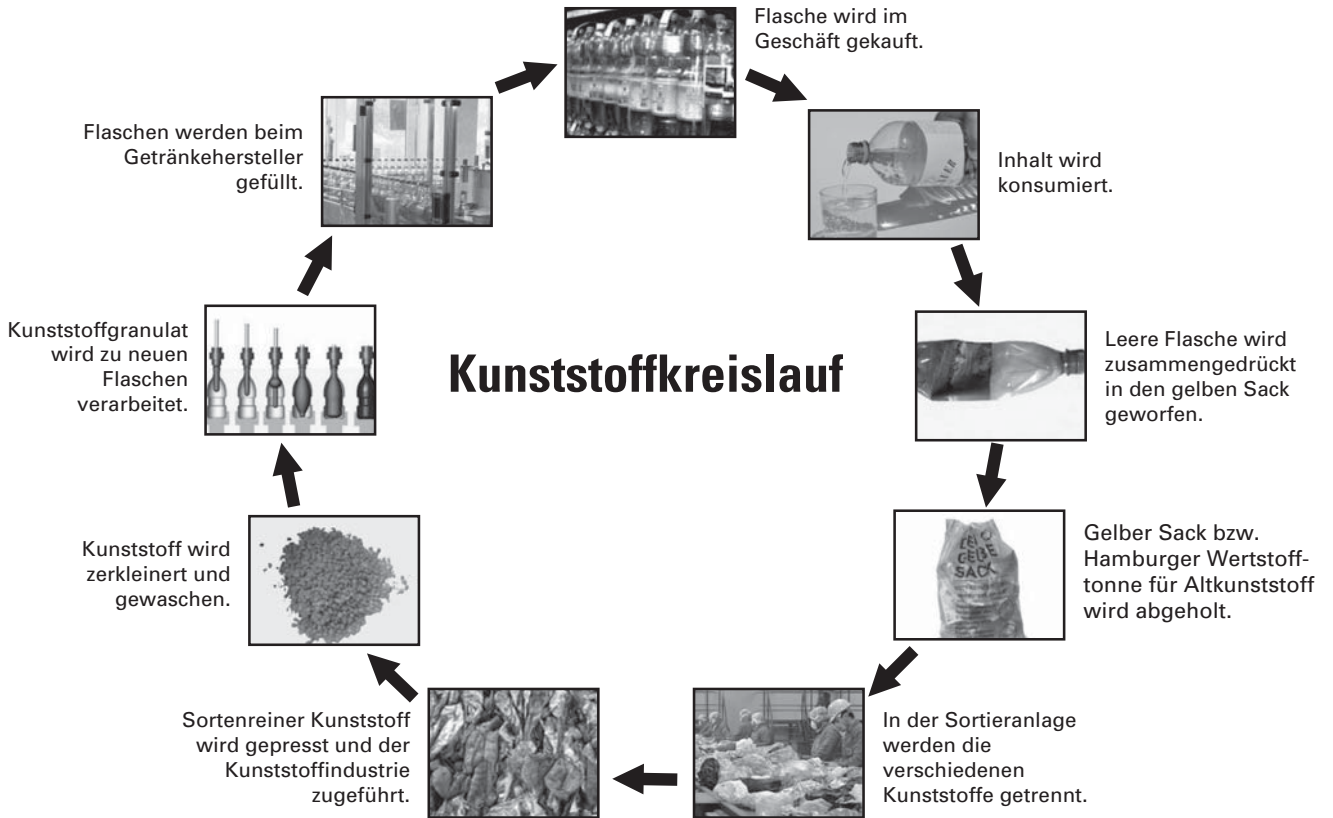 Flasche wird im
Geschäft gekauft.
Inhalt wird
konsumiert.
Leere Flasche wird
zusammengedrückt
in den gelben Sack
geworfen.
Gelber Sack bzw.
Hamburger Wertstoff-
tonne für Altkunststoff
wird abgeholt.
In der Sortieranlage
werden die
verschiedenen
Kunststoffe getrennt.
Sortenreiner Kunststoff
wird gepresst und der
Kunststoffindustrie
zugeführt.
Kunststoff wird
zerkleinert und
gewaschen.
Kunststoffgranulat
wird zu neuen
Flaschen
verarbeitet.
Flaschen werden beim
Getränkehersteller
gefüllt.
Kunststoffkreislauf
GELBE
SACK